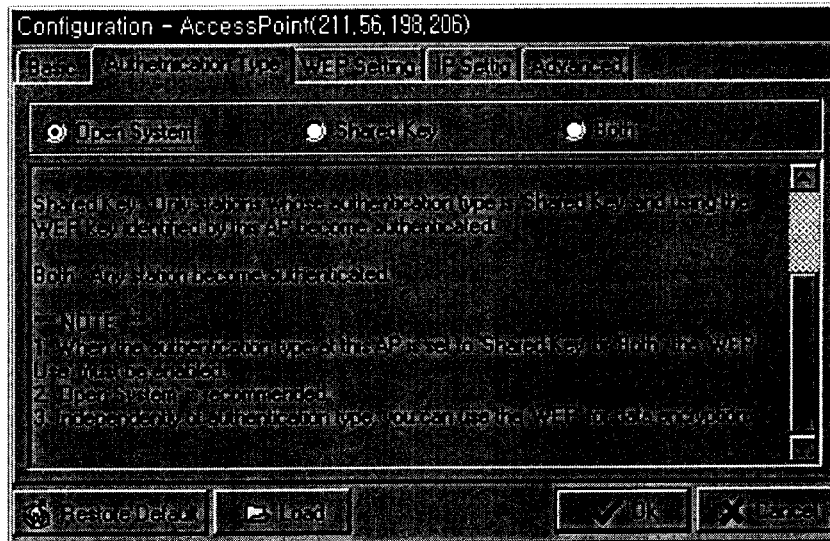 Configuration - AccessPoint(211,56,198,206)
Basic Authentication Type WEP Setting IP Settig Advanced
Open System Shared Key Both
Shared Key : Only stations whose authentication type is Shared Key and using the
WEP Key identified by this AP become authenticated.
Both : Any station become authenticated.
== NOTE ==
1. When the authentication type at this AP is set to 'Shared Key' or 'Both', the 'WEP
Use' must be enabled.
2. 'Open System' is recommended.
3. Independently of authentication type, you can use the 'WEP' for data encryption.
Restore Default Load Ok Cancel